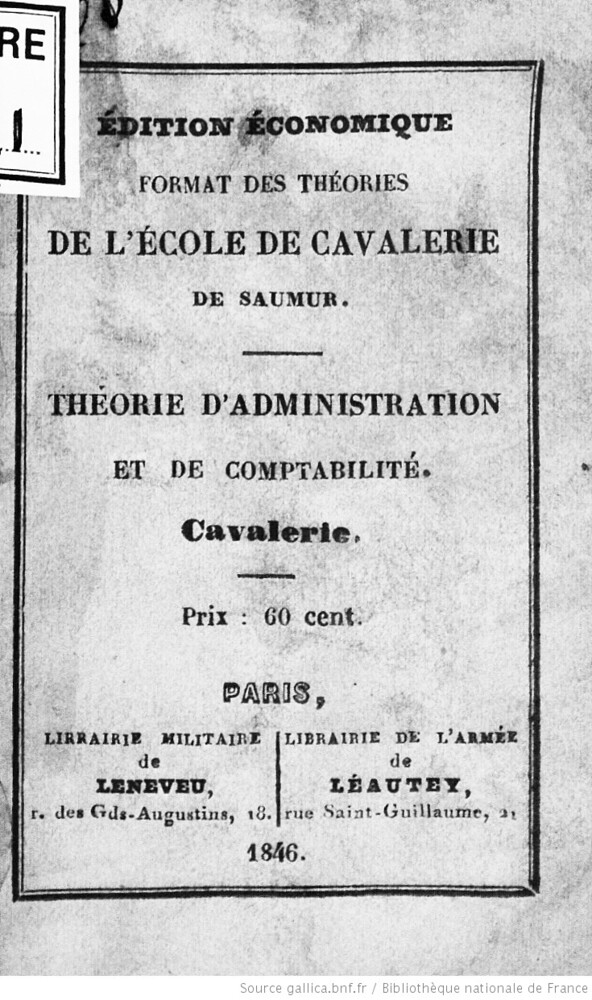 RE
1
ÉDITION ÉCONOMIQUE
FORMAT DES THÉORIES
DE L'ÉCOLE DE CAVALERIE
DE SAUMUR.
THÉORIE D'ADMINISTRATION
ET DE COMPTABILITÉ.
Cavalerie.
Prix : 60 cent.
PARIS,
LIBRAIRIE MILITAIRE
de
LENEVEU,
r. des Gds-Augustins, 18.
LIBRAIRIE DE L'ARMÉE
de
LÉAUTEY,
rue Saint-Guillaume, 21
1846.
Source gallica.bnf.fr / Bibliothèque nationale de France